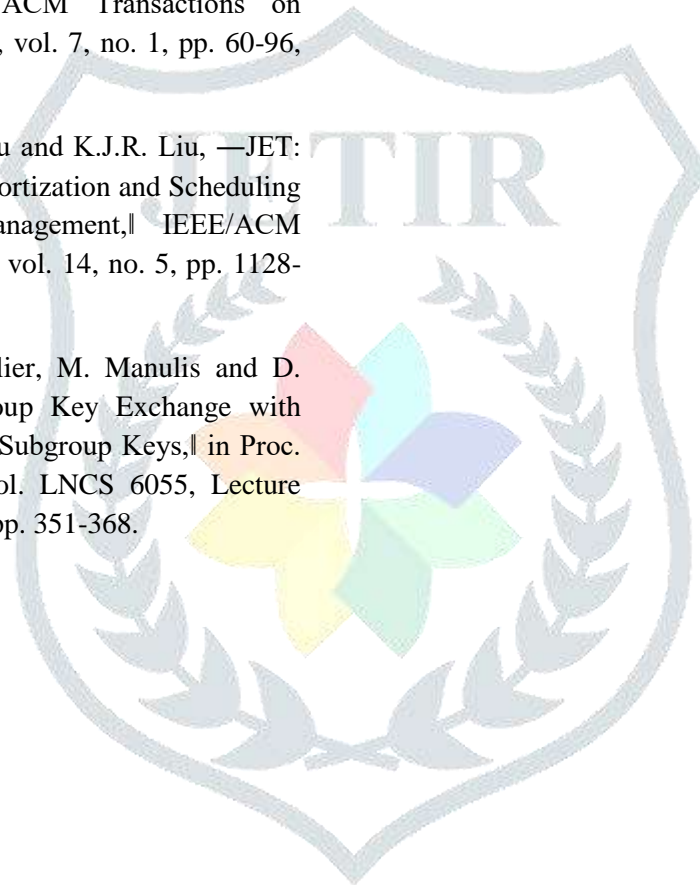 ACM Transactions on
, vol. 7, no. 1, pp. 60-96,
u and K.J.R. Liu, ―JET:
ortization and Scheduling
anagement,‖ IEEE/ACM
vol. 14, no. 5, pp. 1128-
lier, M. Manulis and D.
oup Key Exchange with
Subgroup Keys,‖ in Proc.
ol. LNCS 6055, Lecture
pp. 351-368.
JETIR